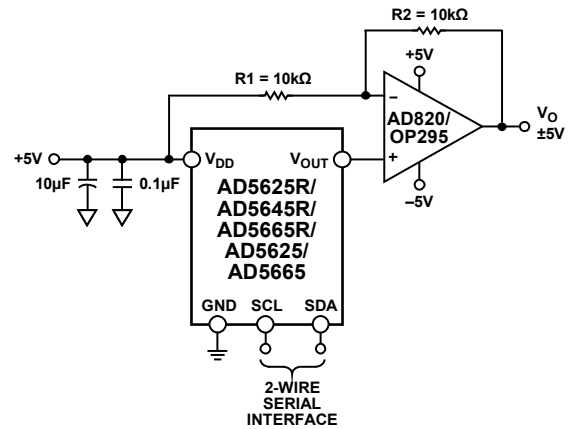 R2 = 10kΩ
R1 = 10kΩ
+5V
−
AD820/
OP295
+
−5V
VO
±5V
+5V
10µF
0.1µF
VDD
VOUT
AD5625R/
AD5645R/
AD5665R/
AD5625/
AD5665
GND
SCL
SDA
2-WIRE
SERIAL
INTERFACE